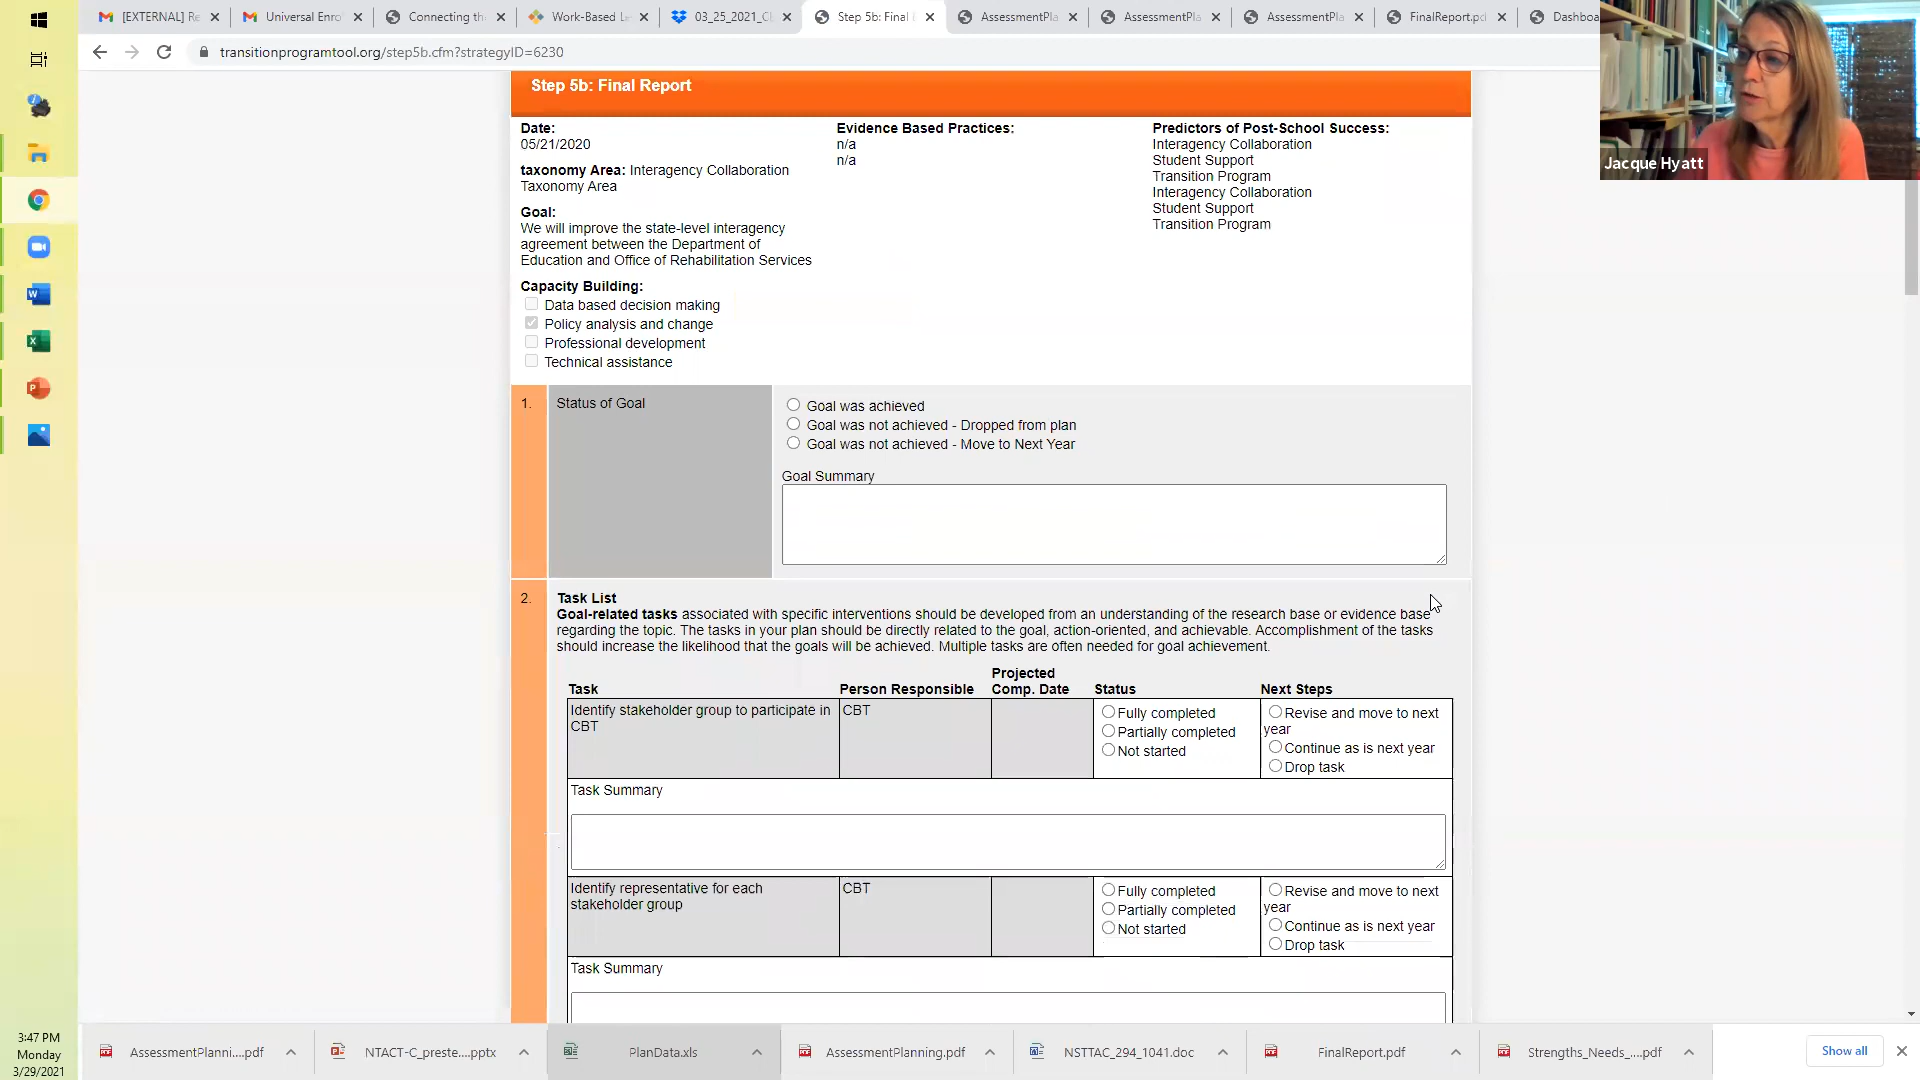 [EXTERNAL] Re
Universal Enro
Connecting th
Work-Based L
03_25_2021_C
Step 5b: Final
AssessmentPla
AssessmentPla
AssessmentPla
FinalReport.pd
Dashboa
transitionprogramtool.org/step5b.cfm?strategyID=6230
Jacque Hyatt
Step 5b: Final Report
Date:
05/21/2020
taxonomy Area: Interagency Collaboration
Taxonomy Area
Goal:
We will improve the state-level interagency
agreement between the Department of
Education and Office of Rehabilitation Services
Capacity Building:
Data based decision making
Policy analysis and change
Professional development
Technical assistance
Evidence Based Practices:
n/a
n/a
Predictors of Post-School Success:
Interagency Collaboration
Student Support
Transition Program
Interagency Collaboration
Student Support
Transition Program
1.
Status of Goal
Goal was achieved
Goal was not achieved - Dropped from plan
Goal was not achieved - Move to Next Year
Goal Summary
2.
Task List
Goal-related tasks associated with specific interventions should be developed from an understanding of the research base or evidence base
regarding the topic. The tasks in your plan should be directly related to the goal, action-oriented, and achievable. Accomplishment of the tasks
should increase the likelihood that the goals will be achieved. Multiple tasks are often needed for goal achievement.
Task
Person Responsible
Projected
Comp. Date
Status
Next Steps
Identify stakeholder group to participate in
CBT
CBT
Fully completed
Partially completed
Not started
Revise and move to next
year
Continue as is next year
Drop task
Task Summary
Identify representative for each
stakeholder group
CBT
Fully completed
Partially completed
Not started
Revise and move to next
year
Continue as is next year
Drop task
Task Summary
3:47 PM
Monday
3/29/2021
AssessmentPlanni....pdf
NTACT-C_preste....pptx
PlanData.xls
AssessmentPlanning.pdf
NSTTAC_294_1041.doc
FinalReport.pdf
Strengths_Needs_....pdf
Show all